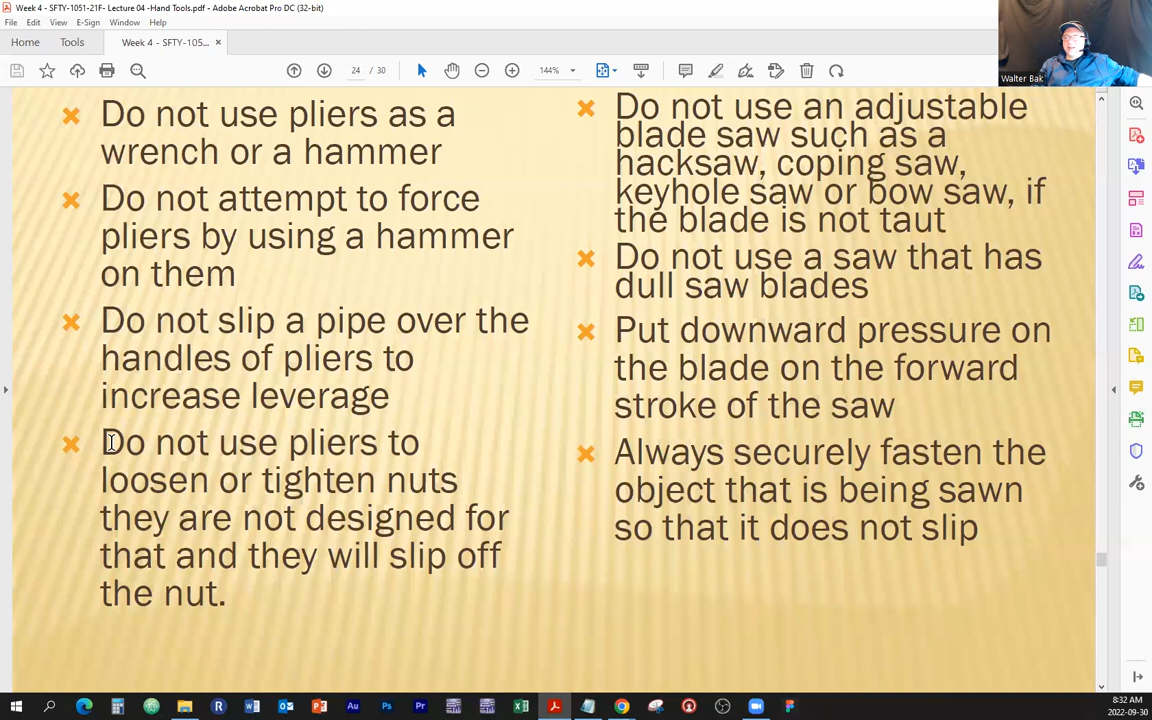 Week 4 - SFTY-1051-21F- Lecture 04 -Hand Tools.pdf - Adobe Acrobat Pro DC (32-bit)
File Edit View E-Sign Window Help
Home Tools Week 4 - SFTY-105... ×
24 / 30 144%
Walter Bak
Do not use pliers as a
wrench or a hammer
Do not attempt to force
pliers by using a hammer
on them
Do not slip a pipe over the
handles of pliers to
increase leverage
Do not use pliers to
loosen or tighten nuts
they are not designed for
that and they will slip off
the nut.
Do not use an adjustable
blade saw such as a
hacksaw, coping saw,
keyhole saw or bow saw, if
the blade is not taut
Do not use a saw that has
dull saw blades
Put downward pressure on
the blade on the forward
stroke of the saw
Always securely fasten the
object that is being sawn
so that it does not slip
Au Ps Pr
8:32 AM
2022-09-30